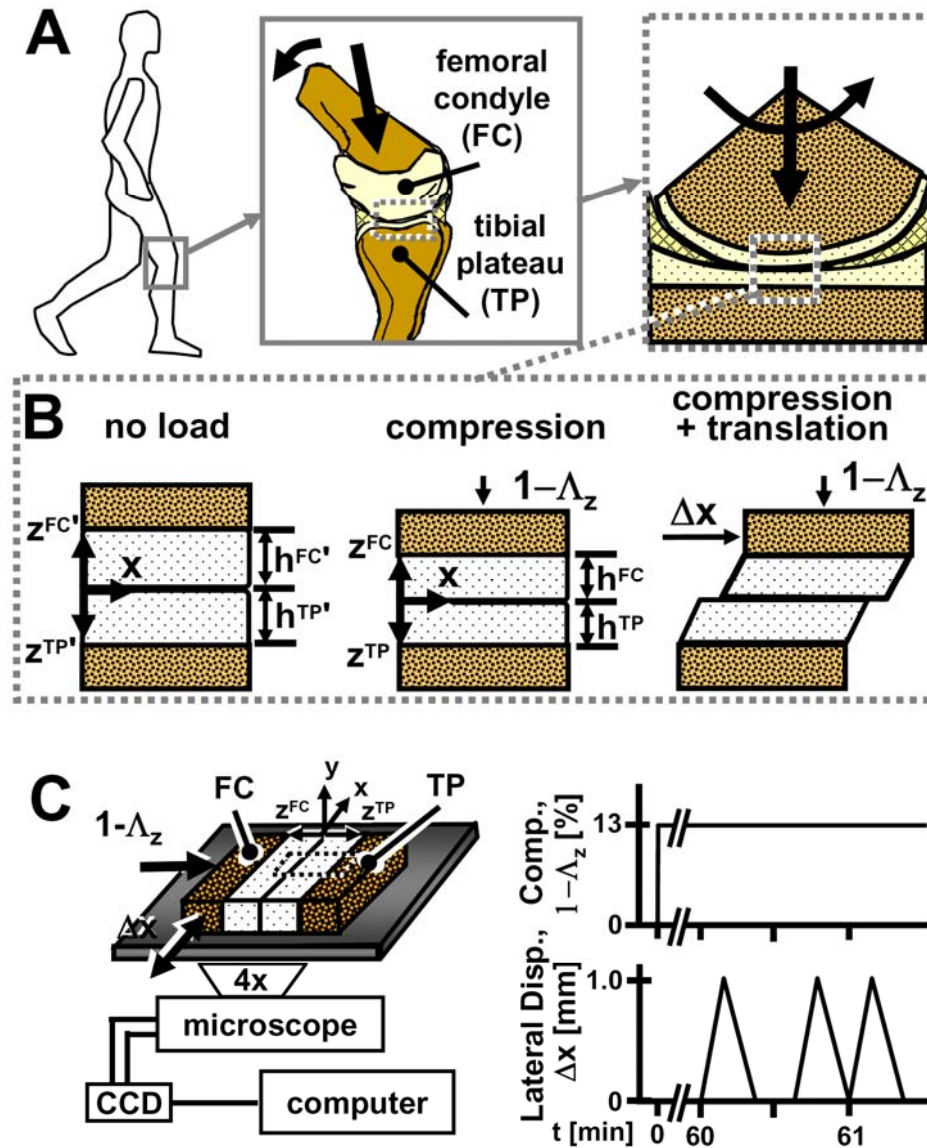 A
femoral
condyle
(FC)
tibial
plateau
(TP)
B
no load
compression
compression
+ translation
1−Λz
1−Λz
Δx
zFC'
x
hFC'
zTP'
hTP'
zFC
x
hFC
zTP
hTP
C
FC
TP
y
x
zFC
zTP
1-Λz
Δx
4x
microscope
CCD
computer
Comp.,
1−Λz [%]
13
0
Lateral Disp.,
Δx [mm]
1.0
0
t [min]
0
60
61